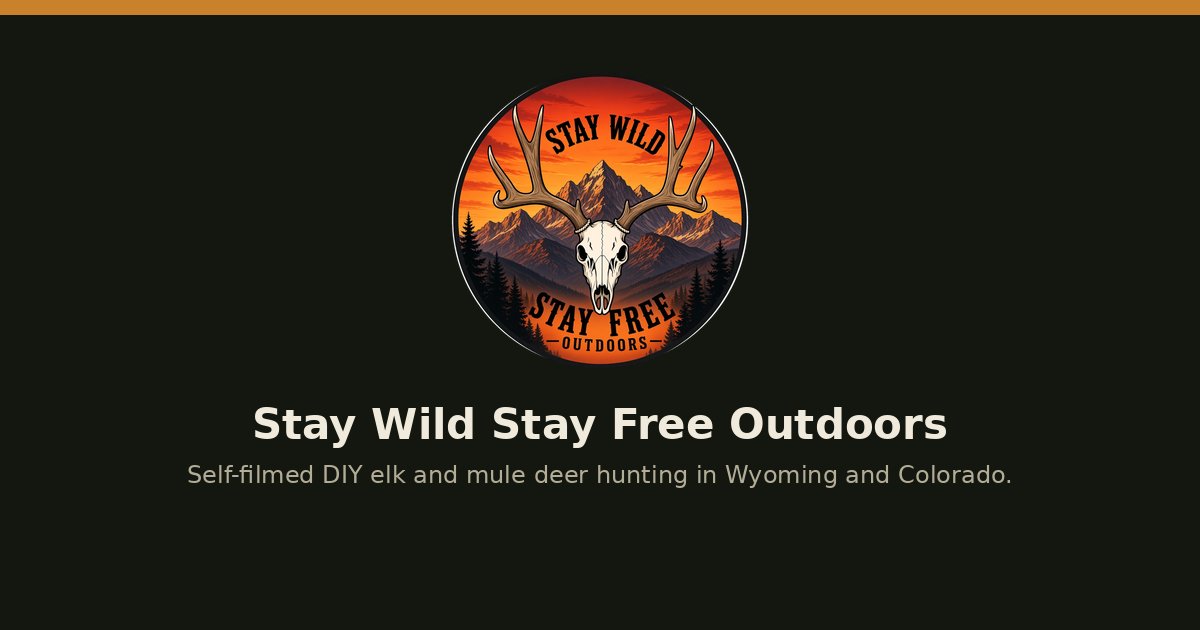 STAY WILD
STAY FREE
—OUTDOORS—
Stay Wild Stay Free Outdoors
Self-filmed DIY elk and mule deer hunting in Wyoming and Colorado.